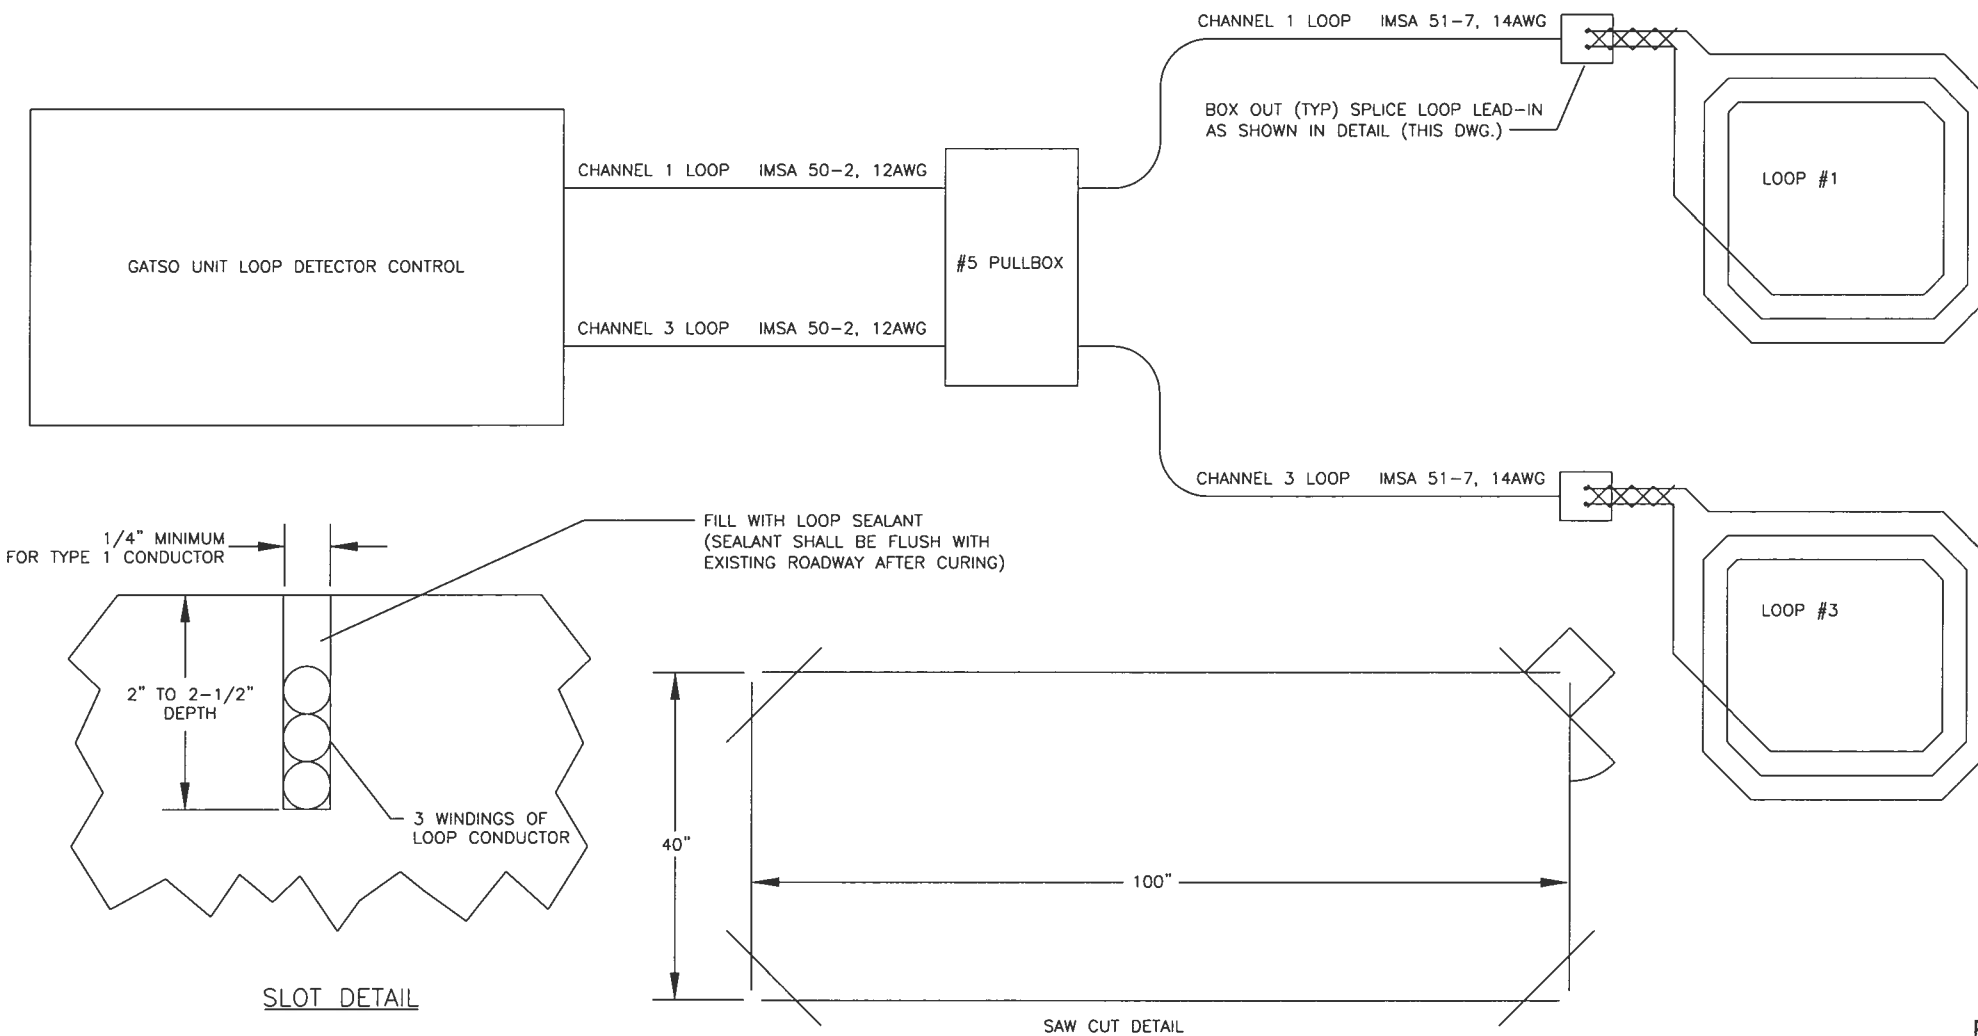 CHANNEL 1 LOOP IMSA 51-7, 14AWG
BOX OUT (TYP) SPLICE LOOP LEAD-IN
AS SHOWN IN DETAIL (THIS DWG.)
LOOP #1
CHANNEL 1 LOOP IMSA 50-2, 12AWG
GATSO UNIT LOOP DETECTOR CONTROL
#5 PULLBOX
CHANNEL 3 LOOP IMSA 50-2, 12AWG
CHANNEL 3 LOOP IMSA 51-7, 14AWG
LOOP #3
1/4" MINIMUM
FOR TYPE 1 CONDUCTOR
FILL WITH LOOP SEALANT
(SEALANT SHALL BE FLUSH WITH
EXISTING ROADWAY AFTER CURING)
2" TO 2-1/2"
DEPTH
3 WINDINGS OF
LOOP CONDUCTOR
SLOT DETAIL
40"
100"
SAW CUT DETAIL